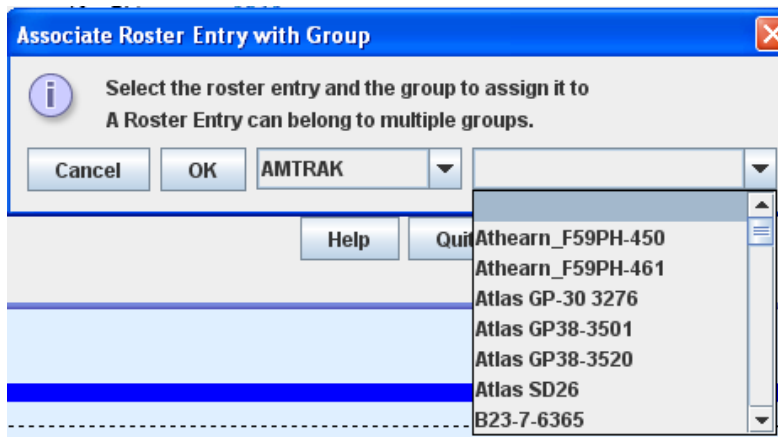 Associate Roster Entry with Group
Select the roster entry and the group to assign it to
A Roster Entry can belong to multiple groups.
Cancel OK AMTRAK
Help Quit
Athearn_F59PH-450
Athearn_F59PH-461
Atlas GP-30 3276
Atlas GP38-3501
Atlas GP38-3520
Atlas SD26
B23-7-6365